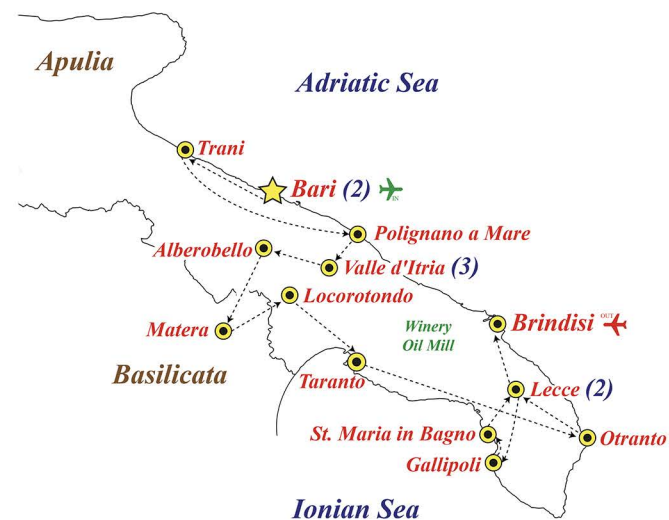 Apulia
Adriatic Sea
Trani
Bari (2)
IN
Polignano a Mare
Alberobello
Valle d'Itria (3)
Locorotondo
Matera
Winery
Oil Mill
Brindisi
OUT
Basilicata
Taranto
Lecce (2)
St. Maria in Bagno
Otranto
Gallipoli
Ionian Sea